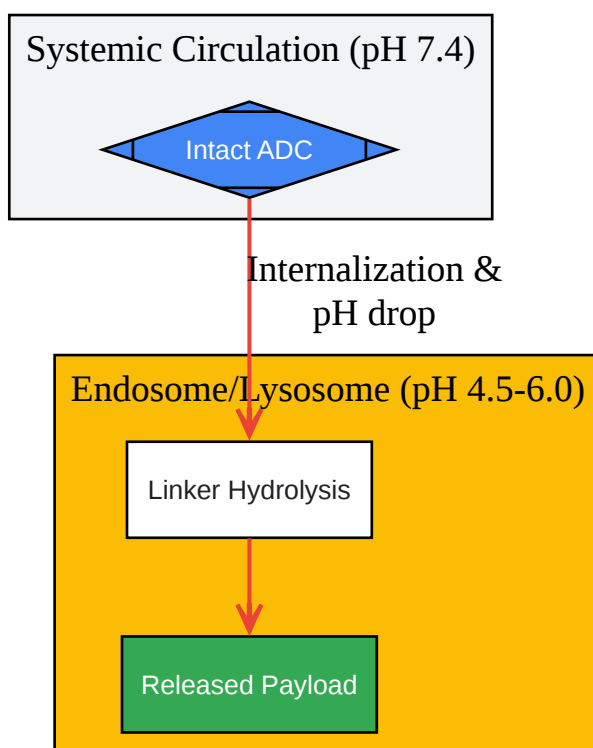 Systemic Circulation (pH 7.4)
Intact ADC
Internalization &
pH drop
Endosome/Lysosome (pH 4.5-6.0)
Linker Hydrolysis
Released Payload